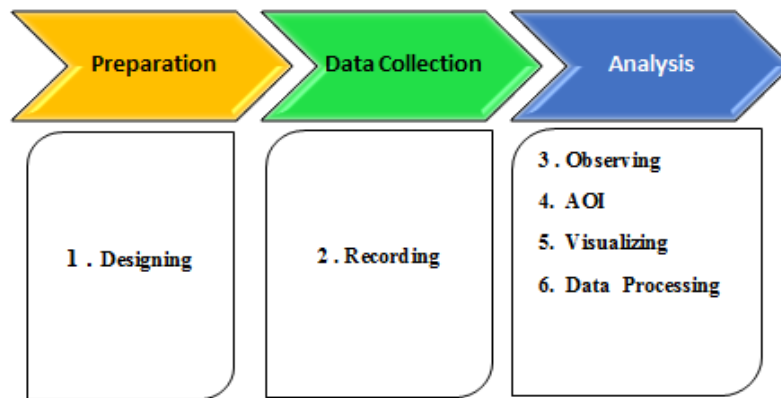 Preparation
Data Collection
Analysis
1 . Designing
2 . Recording
3 . Observing
4. AOI
5. Visualizing
6. Data Processing